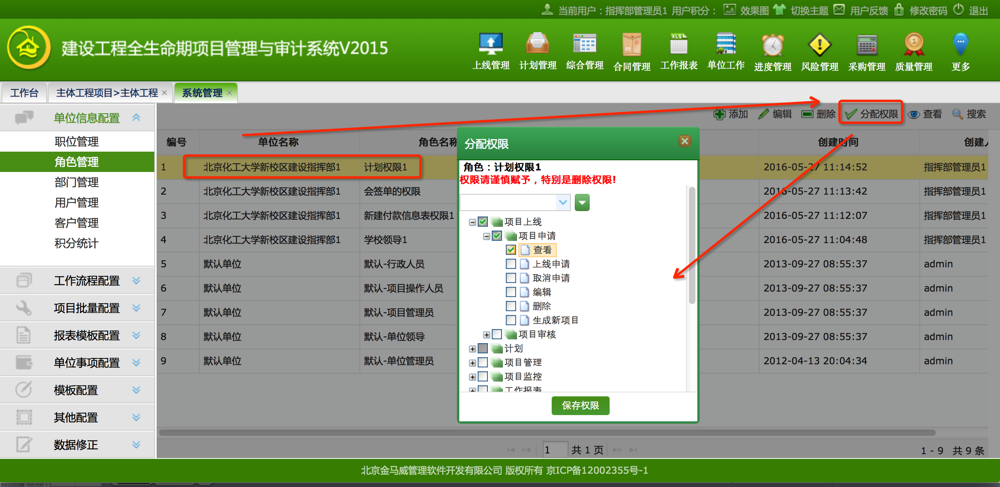 当前用户：指挥部管理员1 用户积分： 效果图 切换主题 用户反馈 修改密码 退出
建设工程全生命期项目管理与审计系统V2015
上线管理 计划管理 综合管理 合同管理 工作报表 单位工作 进度管理 风险管理 采购管理 质量管理 更多
工作台 主体工程项目>主体工程 系统管理
单位信息配置
职位管理
角色管理
部门管理
用户管理
客户管理
积分统计
工作流程配置
项目批量配置
报表模板配置
单位事项配置
模板配置
其他配置
数据修正
添加 编辑 删除 分配权限 查看 搜索
编号 单位名称 角色名称 创建时间 创建人
1 北京化工大学新校区建设指挥部1 计划权限1 2016-05-27 11:14:52 指挥部管理员1
2 北京化工大学新校区建设指挥部1 会签单的权限 2016-05-27 11:13:42 指挥部管理员1
3 北京化工大学新校区建设指挥部1 新建付款信息表权限1 2016-05-27 11:12:07 指挥部管理员1
4 北京化工大学新校区建设指挥部1 学校领导1 2016-05-27 11:04:48 指挥部管理员1
5 默认单位 默认-行政人员 2013-09-27 08:55:37 admin
6 默认单位 默认-项目操作人员 2013-09-27 08:55:37 admin
7 默认单位 默认-项目管理员 2013-09-27 08:55:37 admin
8 默认单位 默认-单位领导 2013-09-27 08:55:37 admin
9 默认单位 默认-单位管理员 2012-04-13 20:04:34 admin
分配权限
角色：计划权限1
权限请谨慎赋予，特别是删除权限!
项目上线
项目申请
查看
上线申请
取消申请
编辑
删除
生成新项目
项目审核
计划
项目管理
项目监控
工作报表
保存权限
1 共 1 页
1 - 9 共 9 条
北京金马威管理软件开发有限公司 版权所有 京ICP备12002355号-1